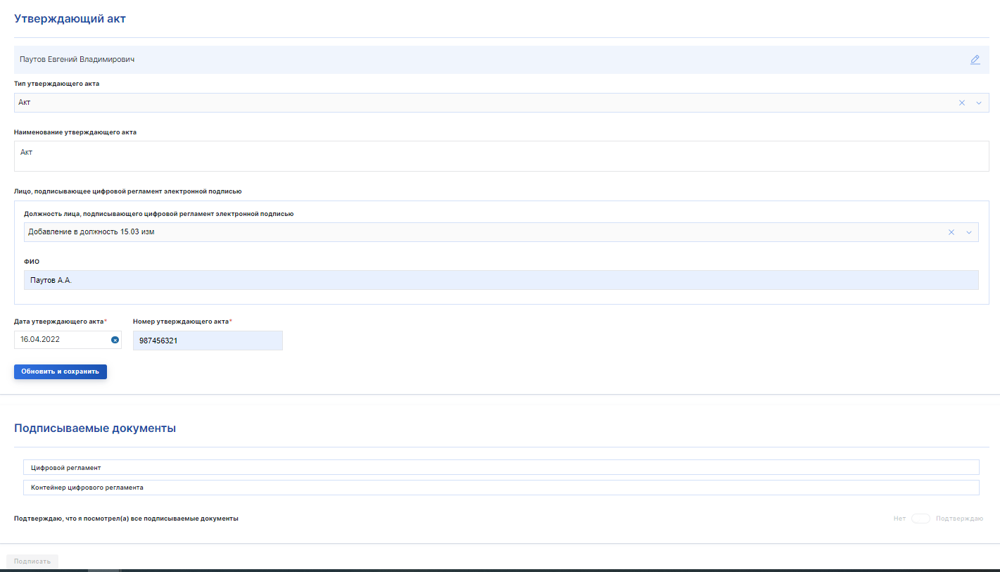 Утверждающий акт
Паутов Евгений Владимирович
Тип утверждающего акта
Акт
Наименование утверждающего акта
Акт
Лицо, подписывающее цифровой регламент электронной подписью
Должность лица, подписывающего цифровой регламент электронной подписью
Добавление в должность 15.03 изм
ФИО
Паутов А.А.
Дата утверждающего акта* Номер утверждающего акта*
16.04.2022 987456321
Обновить и сохранить
Подписываемые документы
Цифровой регламент
Контейнер цифрового регламента
Подтверждаю, что я посмотрел(а) все подписываемые документы Нет Подтверждаю
Подписать